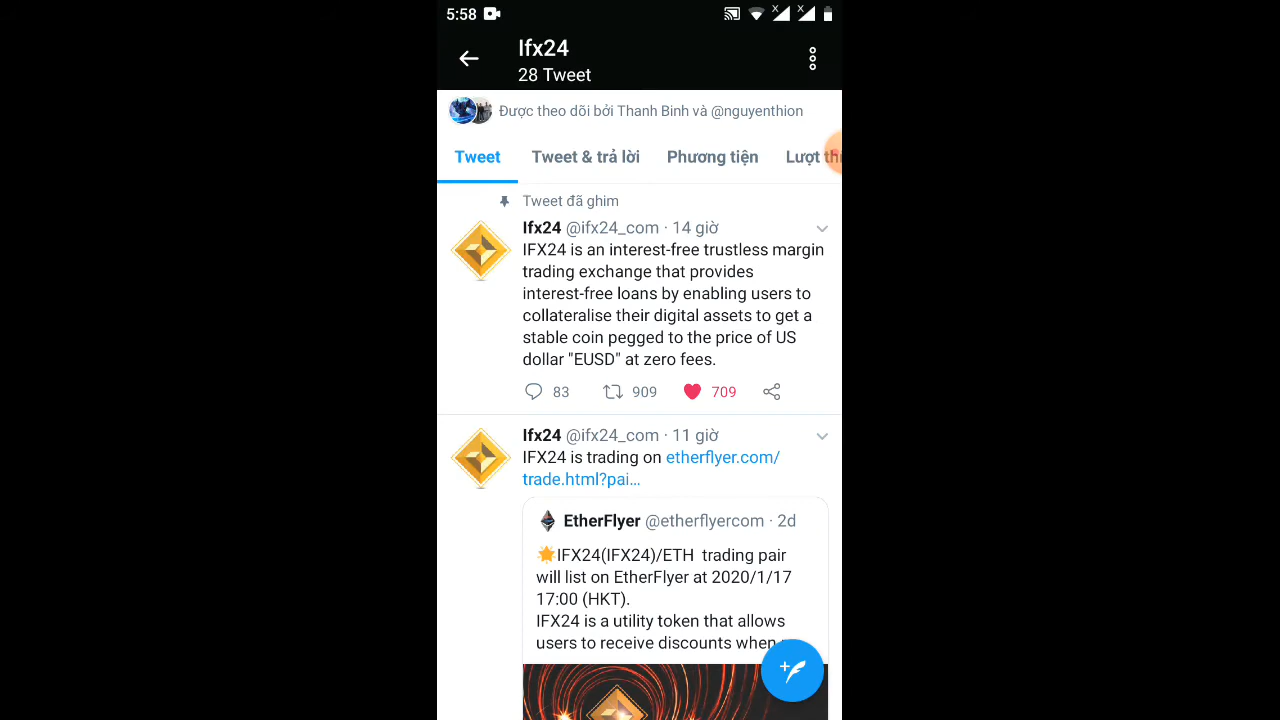 5:58
Ifx24
28 Tweet
Được theo dõi bởi Thanh Binh và @nguyenthion
Tweet Tweet & trả lời Phương tiện Lượt
Tweet đã ghim
Ifx24 @ifx24_com · 14 giờ
IFX24 is an interest-free trustless margin
trading exchange that provides
interest-free loans by enabling users to
collateralise their digital assets to get a
stable coin pegged to the price of US
dollar "EUSD" at zero fees.
83 909 709
Ifx24 @ifx24_com · 11 giờ
IFX24 is trading on etherflyer.com/
trade.html?pai...
EtherFlyer @etherflyercom · 2d
🌟IFX24(IFX24)/ETH trading pair
will list on EtherFlyer at 2020/1/17
17:00 (HKT).
IFX24 is a utility token that allows
users to receive discounts when